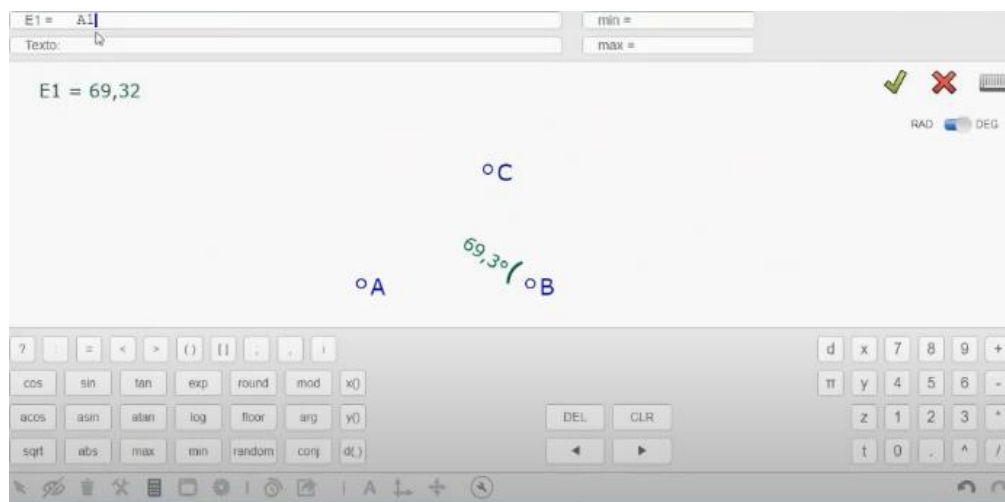 E1 = A1 min =
Texto: max =
E1 = 69,32
RAD DEG
C
69,3°
A B
? : = < > ( ) [ ] ; , i d x 7 8 9 +
cos sin tan exp round mod x() π y 4 5 6 -
acos asin atan log floor arg y() DEL CLR z 1 2 3 *
sqrt abs max min random conj d(,) ◄ ► t 0 . ^ /
A